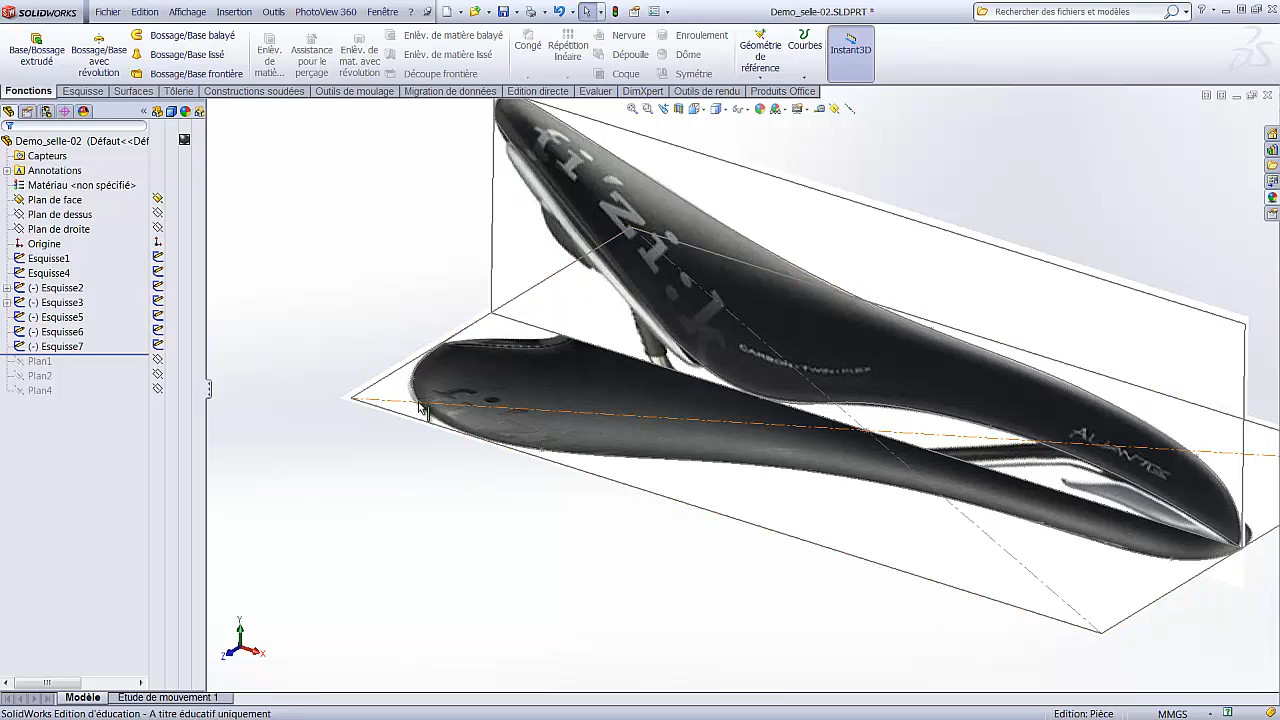 SOLIDWORKS Fichier Edition Affichage Insertion Outils PhotoView 360 Fenêtre ? Demo_selle-02.SLDPRT * Rechercher des fichiers et modèles
Base/Bossage extrudé
Bossage/Base avec révolution
Bossage/Base balayé
Bossage/Base lissé
Bossage/Base frontière
Enlèv. de matiè...
Assistance pour le perçage
Enlèv. de mat. avec révolution
Enlèv. de matière balayé
Enlèv. de matière lissé
Découpe frontière
Congé
Répétition linéaire
Nervure
Dépouille
Coque
Enroulement
Dôme
Symétrie
Géométrie de référence
Courbes
Instant3D
Fonctions Esquisse Surfaces Tôlerie Constructions soudées Outils de moulage Migration de données Edition directe Evaluer DimXpert Outils de rendu Produits Office
Demo_selle-02 (Défaut<<Déf
Capteurs
Annotations
Matériau <non spécifié>
Plan de face
Plan de dessus
Plan de droite
Origine
Esquisse1
Esquisse4
(-) Esquisse2
(-) Esquisse3
(-) Esquisse5
(-) Esquisse6
(-) Esquisse7
Plan1
Plan2
Plan4
fi'zi:k
CARBON TWIN FLEX
ALIANTE
Y
Z
X
Modèle Etude de mouvement 1
SolidWorks Edition d'éducation - A titre éducatif uniquement Edition: Pièce MMGS